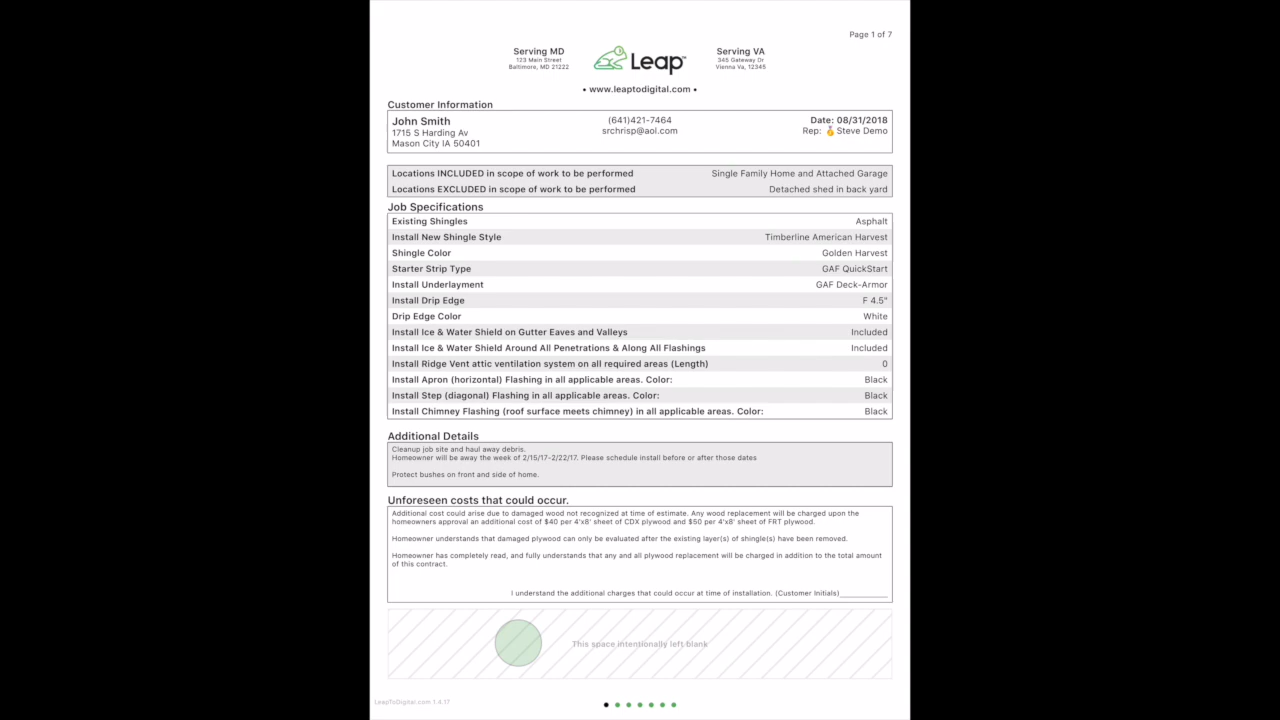 Page 1 of 7
Serving MD
123 Main Street
Baltimore, MD 21222
Leap™
Serving VA
345 Gateway Dr
Vienna Va, 12345
• www.leaptodigital.com •
Customer Information
John Smith
1715 S Harding Av
Mason City IA 50401
(641)421-7464
srchrisp@aol.com
Date: 08/31/2018
Rep: 🥇 Steve Demo
Locations INCLUDED in scope of work to be performed Single Family Home and Attached Garage
Locations EXCLUDED in scope of work to be performed Detached shed in back yard
Job Specifications
Existing Shingles Asphalt
Install New Shingle Style Timberline American Harvest
Shingle Color Golden Harvest
Starter Strip Type GAF QuickStart
Install Underlayment GAF Deck-Armor
Install Drip Edge F 4.5"
Drip Edge Color White
Install Ice & Water Shield on Gutter Eaves and Valleys Included
Install Ice & Water Shield Around All Penetrations & Along All Flashings Included
Install Ridge Vent attic ventilation system on all required areas (Length) 0
Install Apron (horizontal) Flashing in all applicable areas. Color: Black
Install Step (diagonal) Flashing in all applicable areas. Color: Black
Install Chimney Flashing (roof surface meets chimney) in all applicable areas. Color: Black
Additional Details
Cleanup job site and haul away debris.
Homeowner will be away the week of 2/15/17-2/22/17. Please schedule install before or after those dates
Protect bushes on front and side of home.
Unforeseen costs that could occur.
Additional cost could arise due to damaged wood not recognized at time of estimate. Any wood replacement will be charged upon the
homeowners approval an additional cost of $40 per 4'x8' sheet of CDX plywood and $50 per 4'x8' sheet of FRT plywood.
Homeowner understands that damaged plywood can only be evaluated after the existing layer(s) of shingle(s) have been removed.
Homeowner has completely read, and fully understands that any and all plywood replacement will be charged in addition to the total amount
of this contract.
I understand the additional charges that could occur at time of installation. (Customer Initials)__________
This space intentionally left blank
LeapToDigital.com 1.4.17